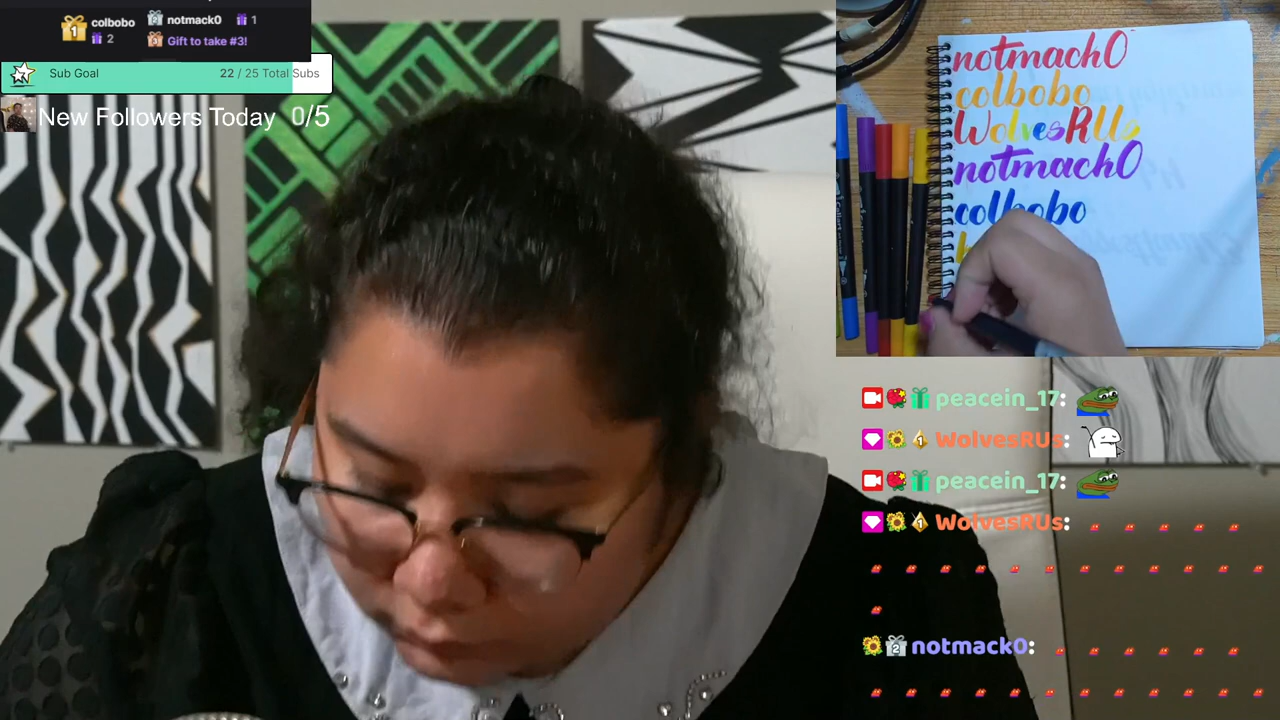 colbobo
2
notmack0 1
Gift to take #3!
Sub Goal 22 / 25 Total Subs
New Followers Today 0/5
notmack0
colbobo
WolvesRUs
notmack0
colbobo
peacein_17:
WolvesRUs:
peacein_17:
WolvesRUs:
notmack0: